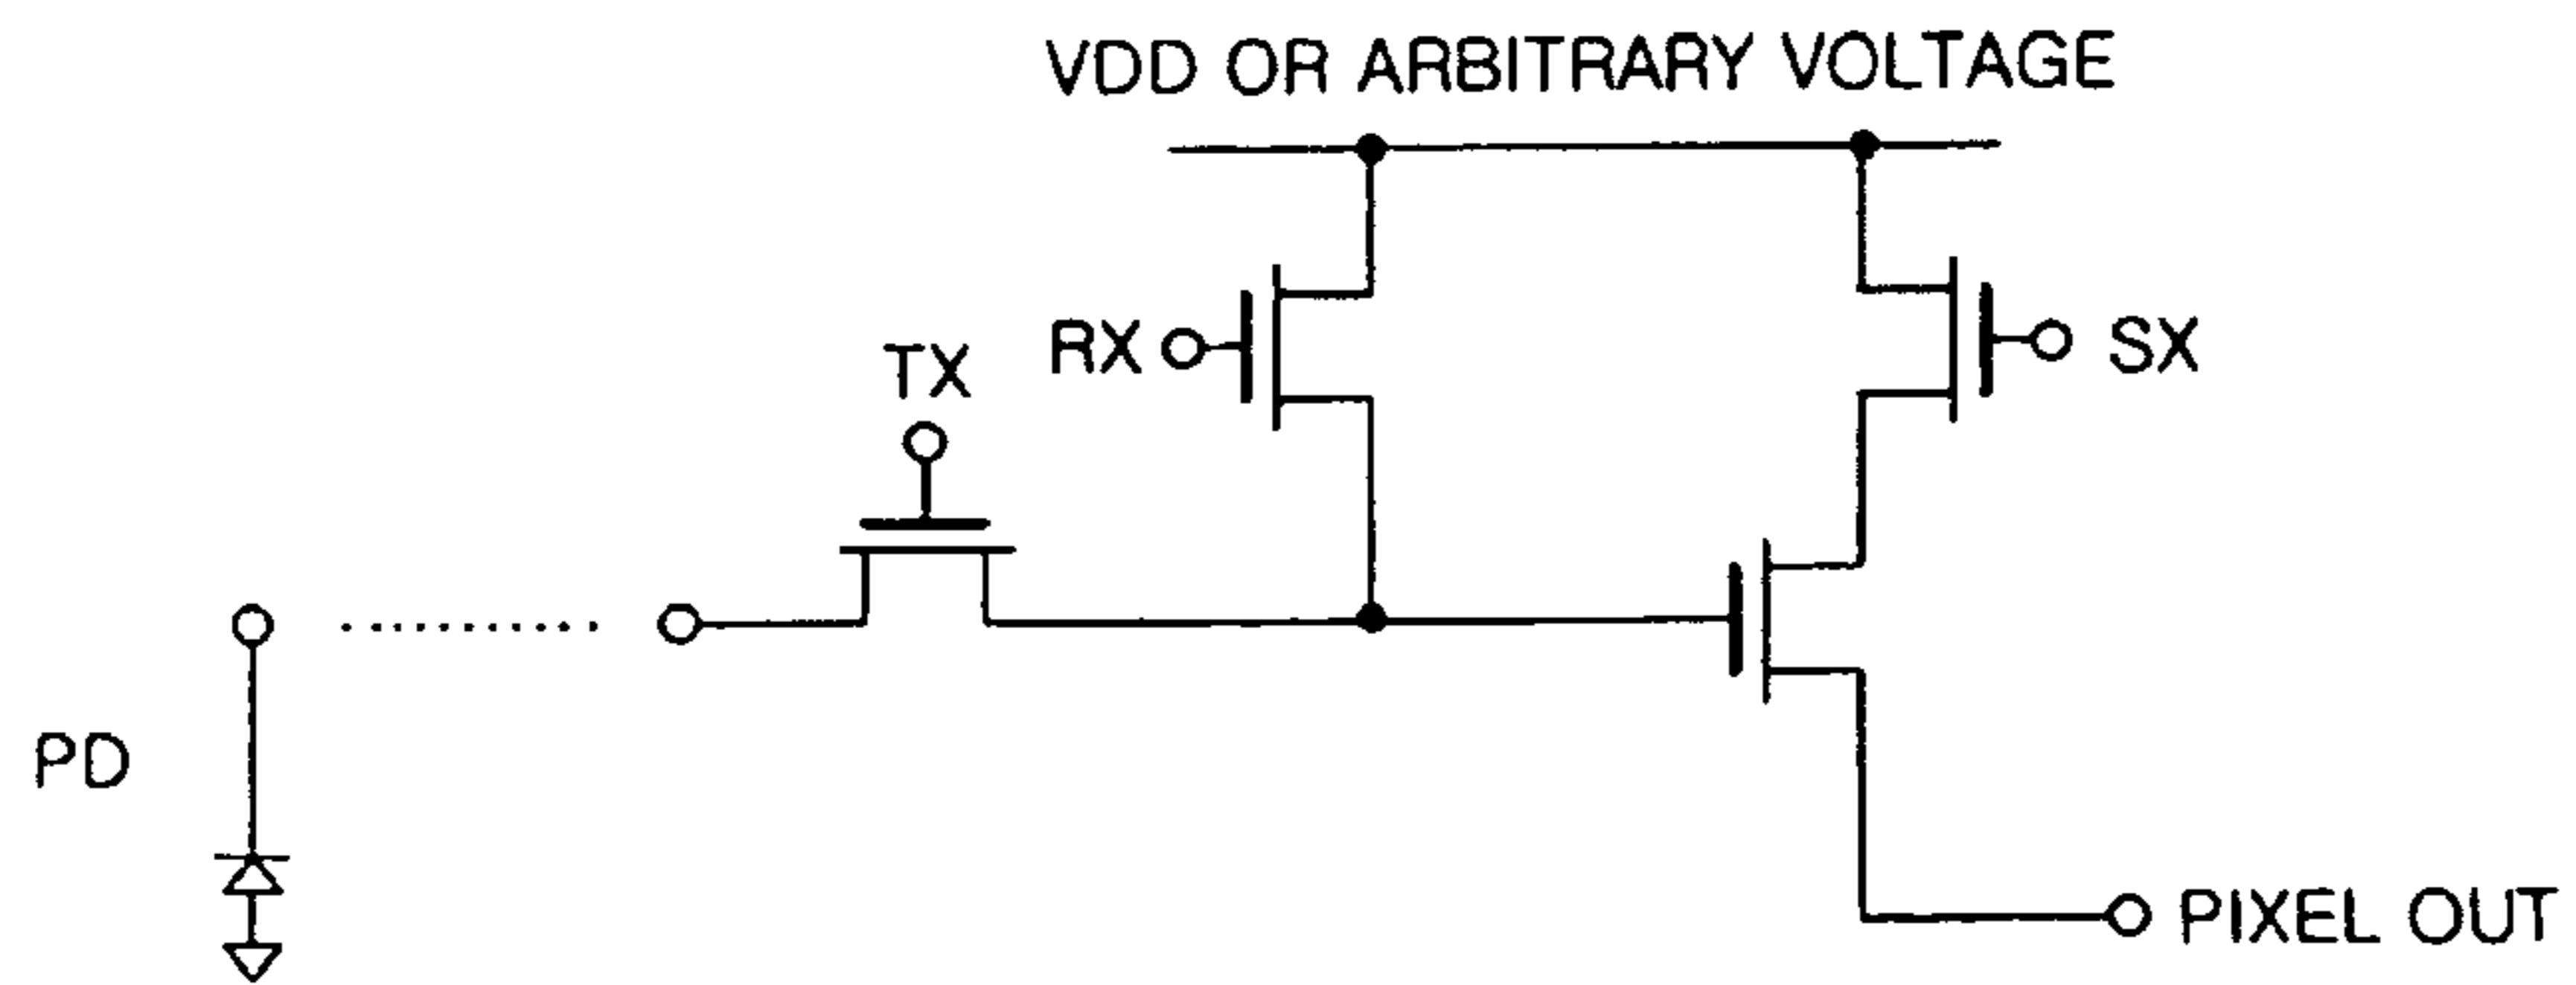 VDD OR ARBITRARY VOLTAGE
RX
SX
TX
PD
PIXEL OUT